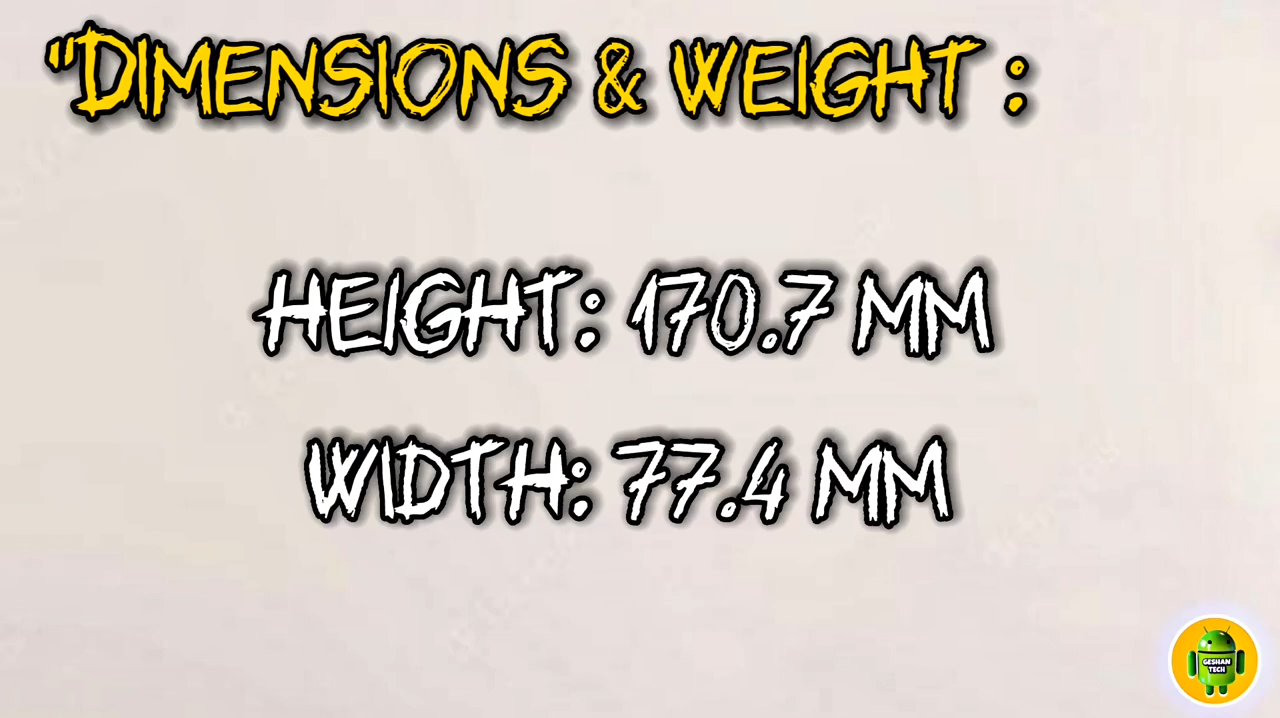 "DIMENSIONS & WEIGHT :
HEIGHT: 170.7 MM
WIDTH: 77.4 MM
GESHAN
TECH